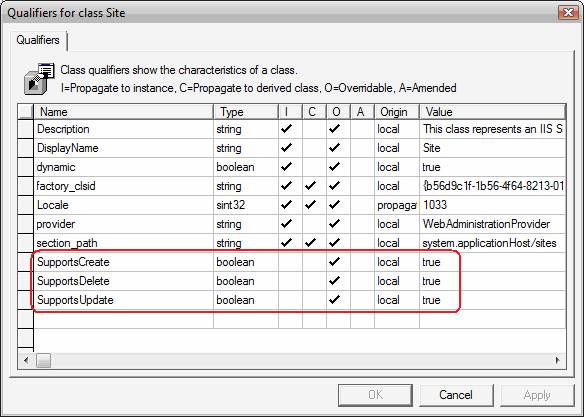 Qualifiers for class Site
Qualifiers
Class qualifiers show the characteristics of a class.
I=Propagate to instance, C=Propagate to derived class, O=Overridable, A=Amended
Name Type I C O A Origin Value
Description string local This class represents an IIS S
DisplayName string local Site
dynamic boolean local true
factory_clsid string local {b56d9c1f-1b56-4f64-8213-01
Locale sint32 propaga 1033
provider string local WebAdministrationProvider
section_path string local system.applicationHost/sites
SupportsCreate boolean local true
SupportsDelete boolean local true
SupportsUpdate boolean local true
OK Cancel Apply